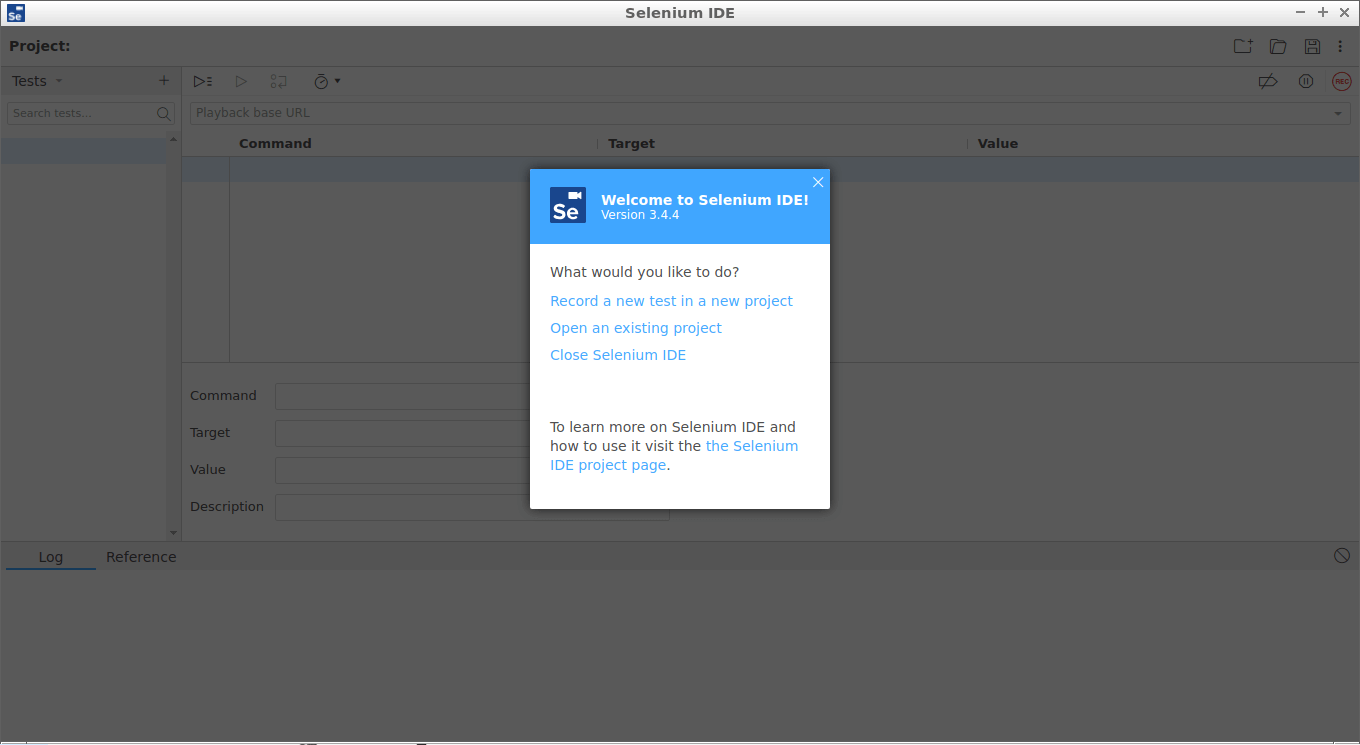 Se
Selenium IDE
Project:
Tests
REC
Search tests...
Playback base URL
Command Target Value
Se
Welcome to Selenium IDE!
Version 3.4.4
What would you like to do?
Record a new test in a new project
Open an existing project
Close Selenium IDE
To learn more on Selenium IDE and
how to use it visit the the Selenium
IDE project page.
Command
Target
Value
Description
Log Reference